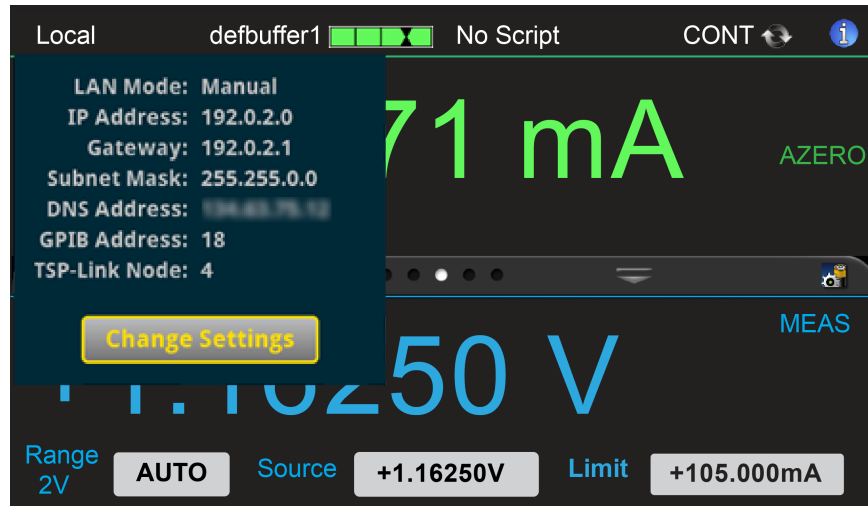 Local defbuffer1 No Script CONT i
LAN Mode: Manual
IP Address: 192.0.2.0
Gateway: 192.0.2.1
Subnet Mask: 255.255.0.0
DNS Address:
GPIB Address: 18
TSP-Link Node: 4
Change Settings
71 mA
AZERO
MEAS
+1.16250 V
Range
2V
AUTO
Source
+1.16250V
Limit
+105.000mA